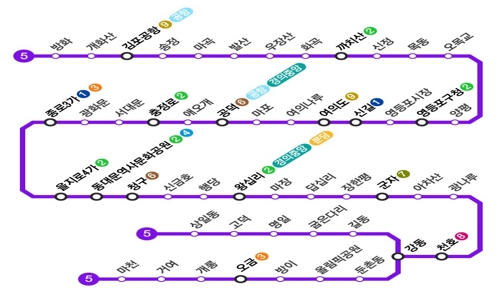 5 방화 개화산 김포공항 9 공항 송정 마곡 발산 우장산 화곡 까치산 2 신정 목동 오목교
종로3가 1 3 광화문 서대문 충정로 2 애오개 공덕 6 공항 경의중앙 마포 여의나루 여의도 9 신길 1 영등포시장 영등포구청 2 양평
을지로4가 2 동대문역사문화공원 2 4 청구 6 신금호 행당 왕십리 2 경의중앙 분당 마장 답십리 장한평 군자 7 아차산 광나루
5 상일동 고덕 명일 굽은다리 길동 강동 천호 8
5 마천 거여 개롱 오금 3 방이 올림픽공원 둔촌동